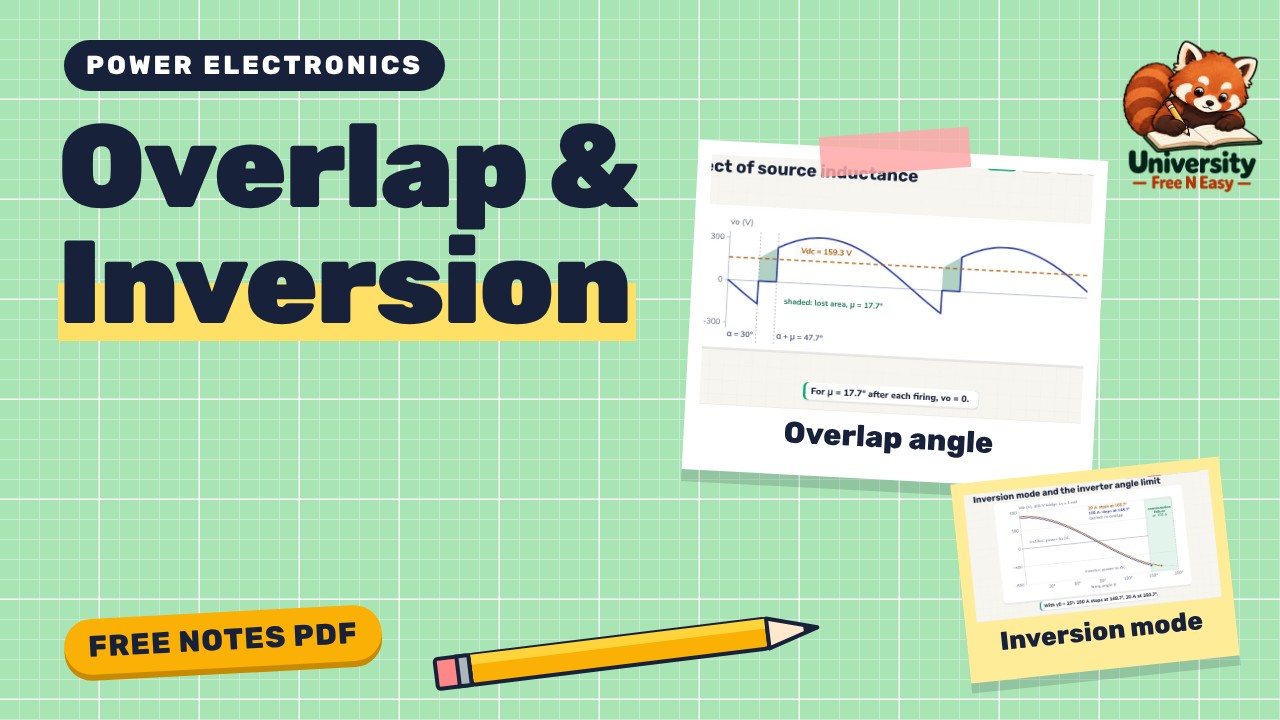 POWER ELECTRONICS
Overlap &
Inversion
University
Free N Easy
ect of source inductance
vo (V)
300
0
-300
Vdc = 159.3 V
shaded: lost area, μ = 17.7°
α = 30°
α + μ = 47.7°
For μ = 17.7° after each firing, vo = 0.
Overlap angle
Inversion mode and the inverter angle limit
Inversion mode
FREE NOTES PDF